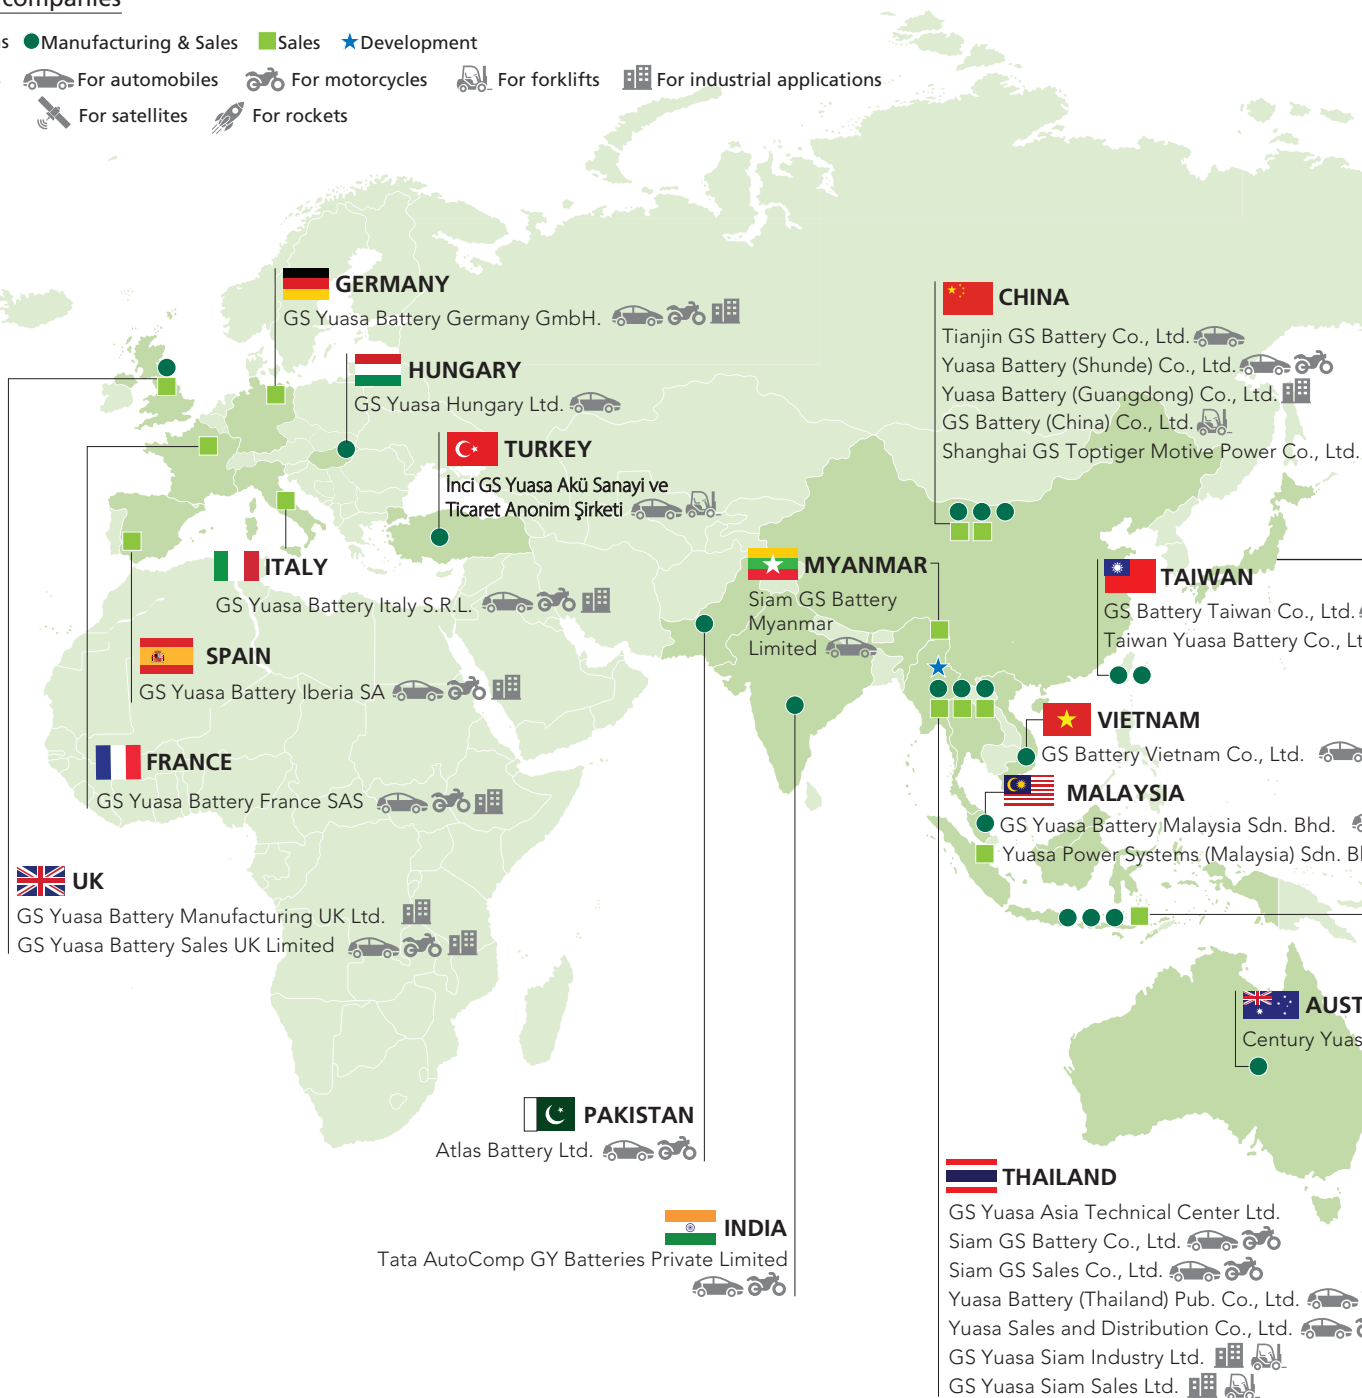 companies
Manufacturing & Sales Sales Development
For automobiles For motorcycles For forklifts For industrial applications
For satellites For rockets
GERMANY
GS Yuasa Battery Germany GmbH.
HUNGARY
GS Yuasa Hungary Ltd.
TURKEY
İnci GS Yuasa Akü Sanayi ve
Ticaret Anonim Şirketi
ITALY
GS Yuasa Battery Italy S.R.L.
SPAIN
GS Yuasa Battery Iberia SA
FRANCE
GS Yuasa Battery France SAS
UK
GS Yuasa Battery Manufacturing UK Ltd.
GS Yuasa Battery Sales UK Limited
PAKISTAN
Atlas Battery Ltd.
INDIA
Tata AutoComp GY Batteries Private Limited
CHINA
Tianjin GS Battery Co., Ltd.
Yuasa Battery (Shunde) Co., Ltd.
Yuasa Battery (Guangdong) Co., Ltd.
GS Battery (China) Co., Ltd.
Shanghai GS Toptiger Motive Power Co., Ltd.
MYANMAR
Siam GS Battery
Myanmar
Limited
TAIWAN
GS Battery Taiwan Co., Ltd.
Taiwan Yuasa Battery Co.,
VIETNAM
GS Battery Vietnam Co., Ltd.
MALAYSIA
GS Yuasa Battery Malaysia Sdn. Bhd.
Yuasa Power Systems (Malaysia) Sdn.
AUST
Century Yuas
THAILAND
GS Yuasa Asia Technical Center Ltd.
Siam GS Battery Co., Ltd.
Siam GS Sales Co., Ltd.
Yuasa Battery (Thailand) Pub. Co., Ltd.
Yuasa Sales and Distribution Co., Ltd.
GS Yuasa Siam Industry Ltd.
GS Yuasa Siam Sales Ltd.